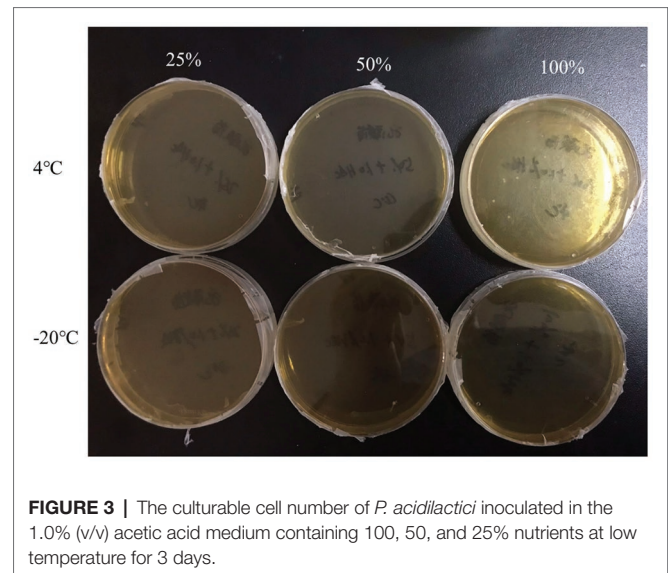 25% 50% 100%
4°C
-20°C
FIGURE 3 | The culturable cell number of P. acidilactici inoculated in the
1.0% (v/v) acetic acid medium containing 100, 50, and 25% nutrients at low
temperature for 3 days.